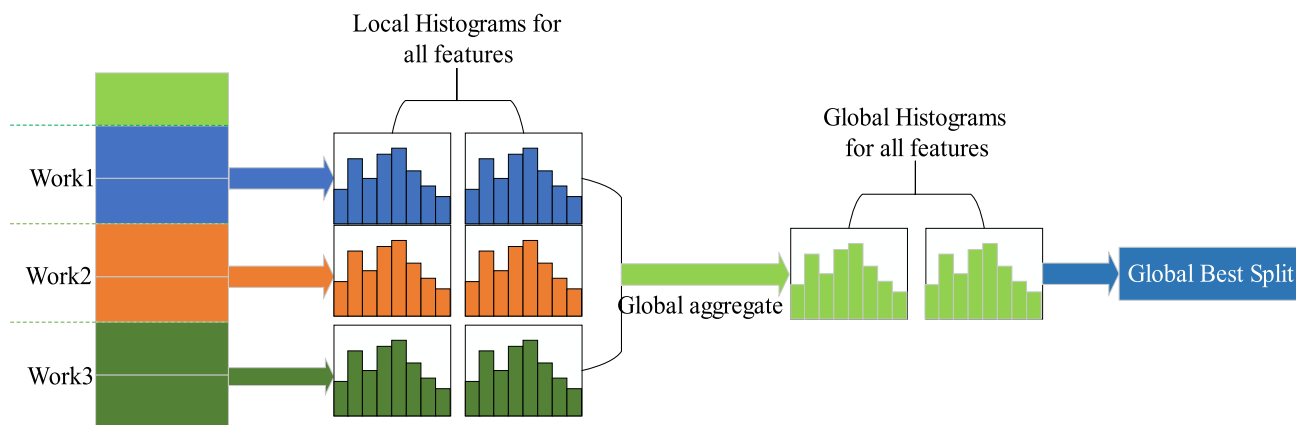 Local Histograms for
all features
Global Histograms
for all features
Work1
Work2
Work3
Global aggregate
Global Best Split